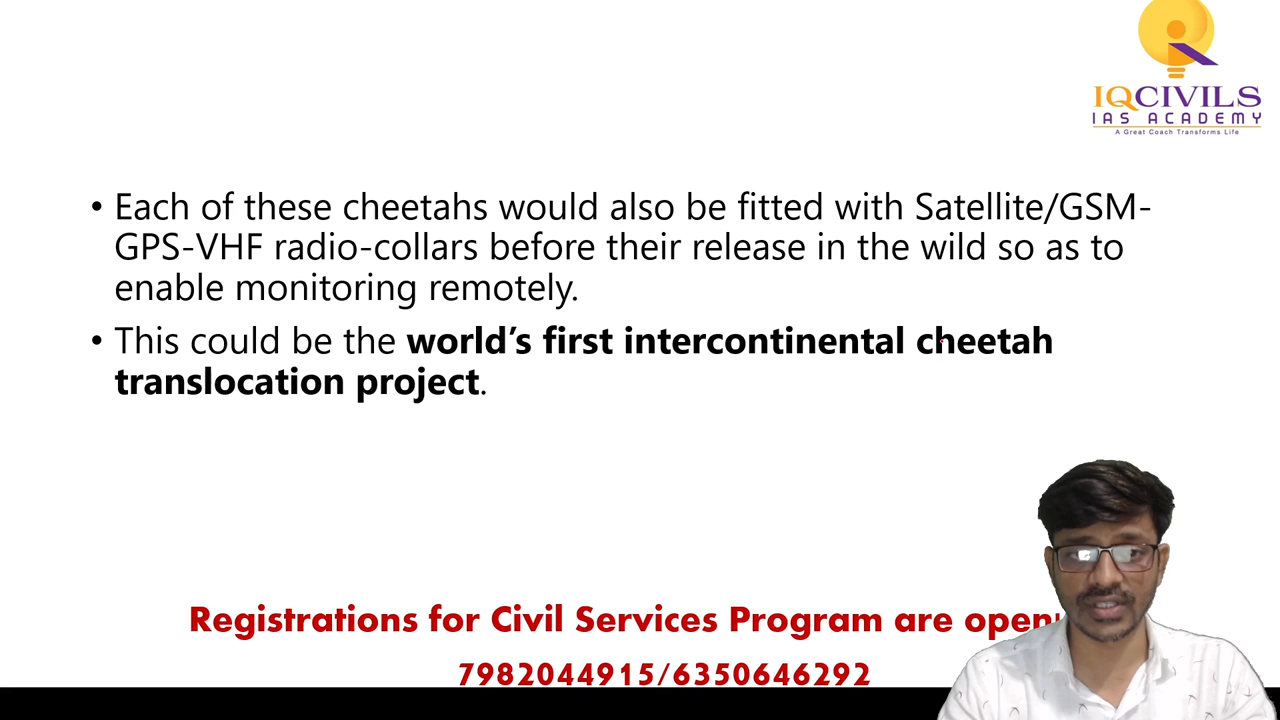 IQCIVILS
IAS ACADEMY
A Great Coach Transforms Life
• Each of these cheetahs would also be fitted with Satellite/GSM-
GPS-VHF radio-collars before their release in the wild so as to
enable monitoring remotely.
• This could be the world’s first intercontinental cheetah
translocation project.
Registrations for Civil Services Program are open
7982044915/6350646292